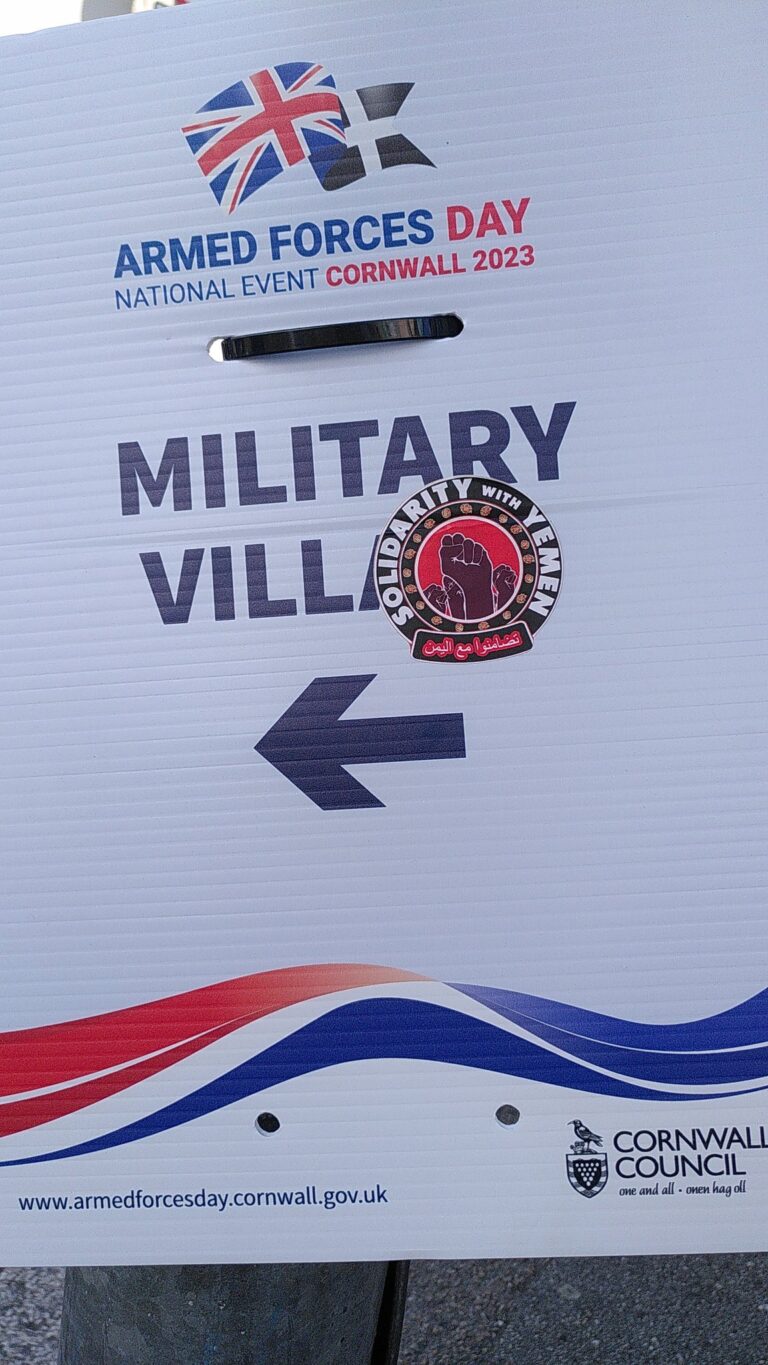 ARMED FORCES DAY
NATIONAL EVENT CORNWALL 2023
MILITARY
VILLA
SOLIDARITY WITH YEMEN
تضامنوا مع اليمن
www.armedforcesday.cornwall.gov.uk
CORNWALL
COUNCIL
one and all • onen hag oll